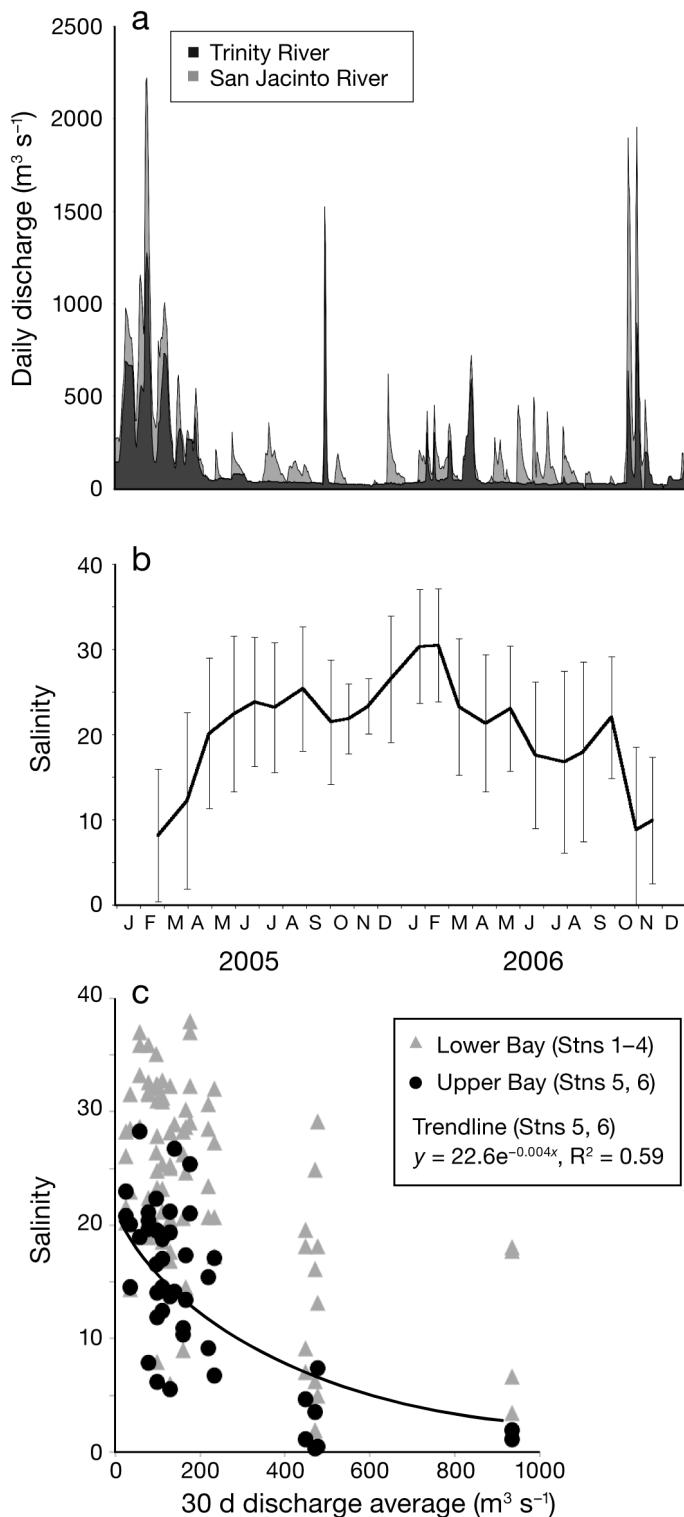 a
2500
2000
1500
1000
500
0
Daily discharge (m³ s⁻¹)
Trinity River
San Jacinto River
b
40
30
20
10
0
Salinity
J F M A M J J A S O N D J F M A M J J A S O N D
2005 2006
c
40
30
20
10
0
Salinity
Lower Bay (Stns 1–4)
Upper Bay (Stns 5, 6)
Trendline (Stns 5, 6)
y = 22.6e⁻⁰·⁰⁰⁴ˣ, R² = 0.59
0 200 400 600 800 1000
30 d discharge average (m³ s⁻¹)